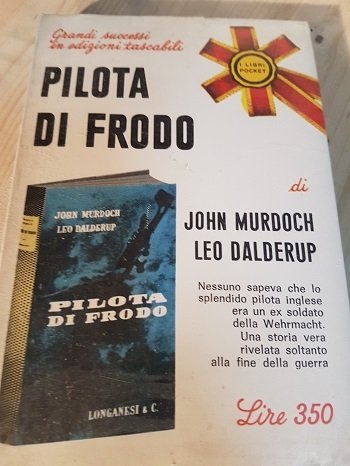 Grandi successi
in edizioni tascabili
I LIBRI
POCKET
PILOTA
DI FRODO
di
JOHN MURDOCH
LEO DALDERUP
JOHN MURDOCH
LEO DALDERUP
PILOTA
DI FRODO
LONGANESI & C.
Nessuno sapeva che lo
splendido pilota inglese
era un ex soldato
della Wehrmacht.
Una storia vera
rivelata soltanto
alla fine della guerra
Lire 350